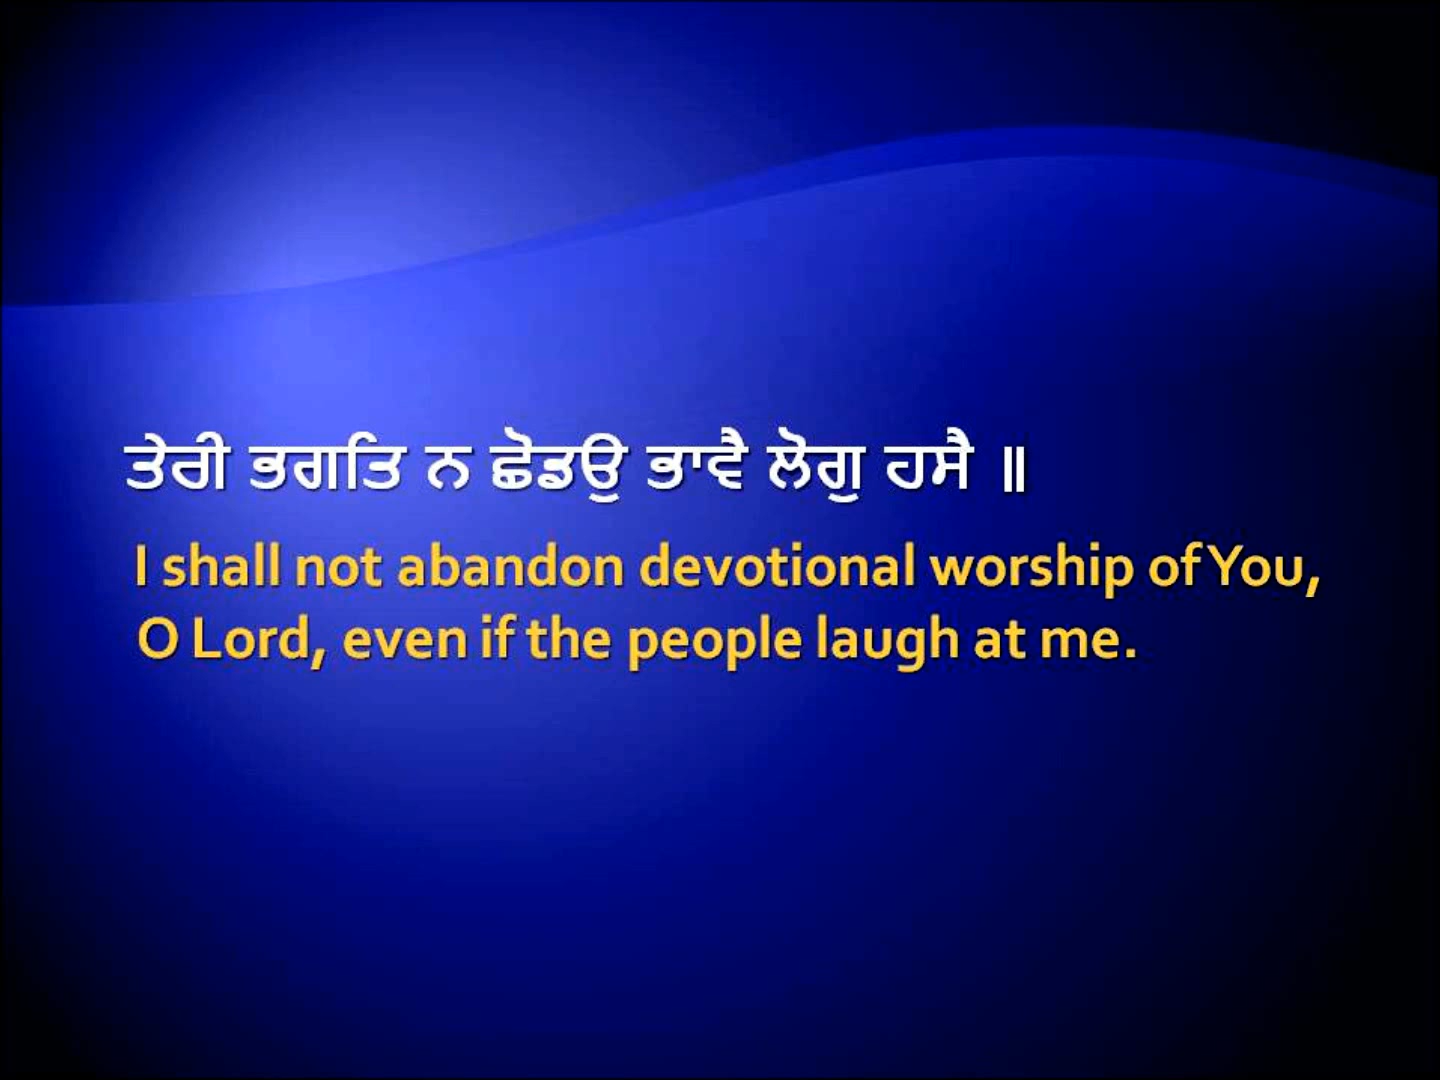 ਤੇਰੀ ਭਗਤਿ ਨ ਛੋਡਉ ਭਾਵੈ ਲੋਗੁ ਹਸੈ ॥
I shall not abandon devotional worship of You,
O Lord, even if the people laugh at me.